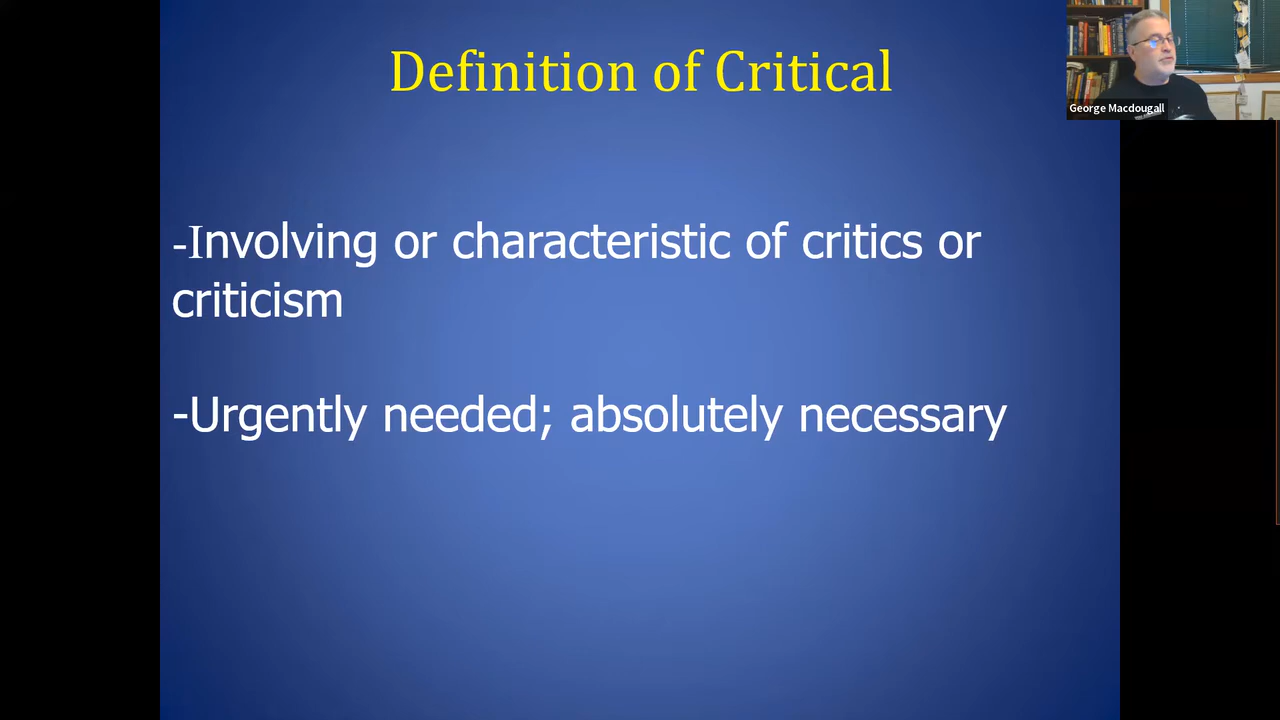 Definition of Critical
George Macdougall
-Involving or characteristic of critics or
criticism
-Urgently needed; absolutely necessary